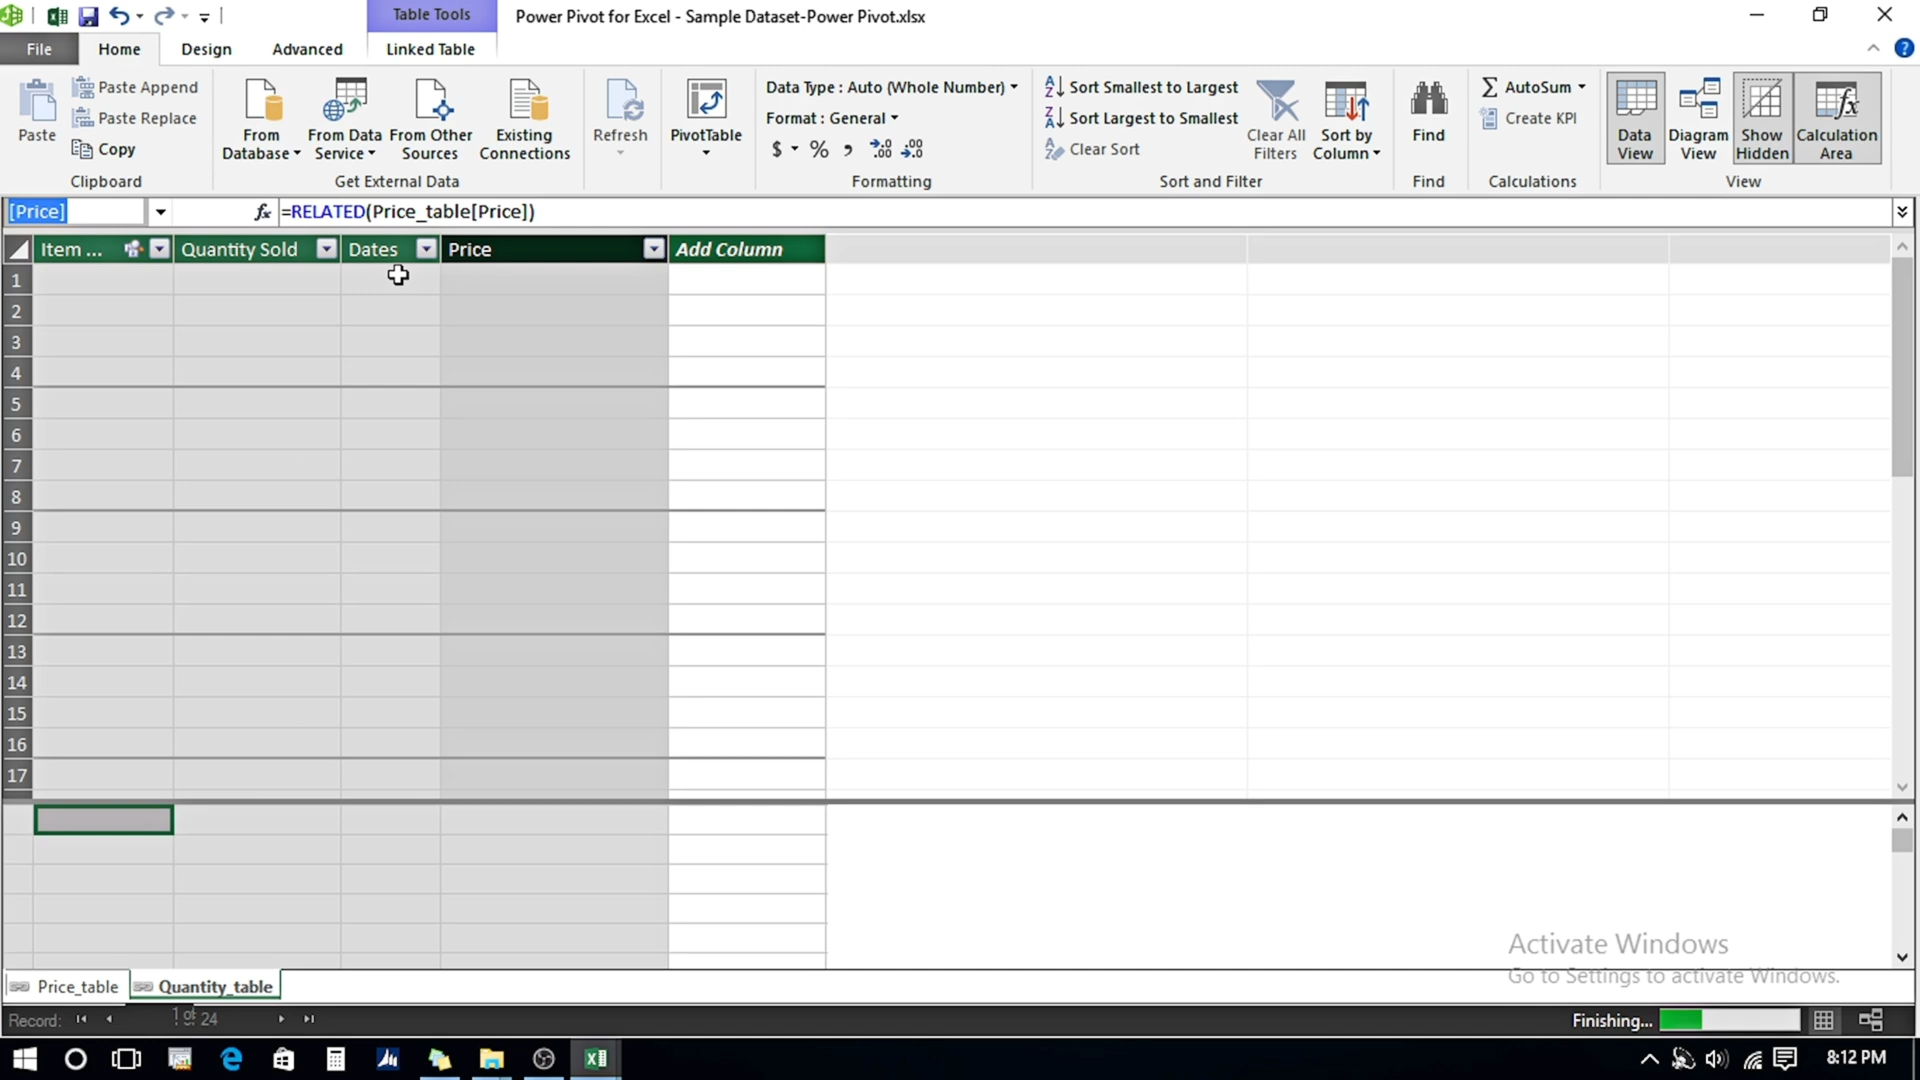 Table Tools
Power Pivot for Excel - Sample Dataset-Power Pivot.xlsx
File
Home
Design
Advanced
Linked Table
Paste
Paste Append
Paste Replace
Copy
Clipboard
From Database
From Data Service
From Other Sources
Existing Connections
Get External Data
Refresh
PivotTable
Data Type : Auto (Whole Number)
Format : General
$ % ,
Formatting
Sort Smallest to Largest
Sort Largest to Smallest
Clear Sort
Clear All Filters
Sort by Column
Sort and Filter
Find
Find
AutoSum
Create KPI
Calculations
Data View
Diagram View
Show Hidden
Calculation Area
View
[Price]
fx =RELATED(Price_table[Price])
Item ... Quantity Sold Dates Price Add Column
1
2
3
4
5
6
7
8
9
10
11
12
13
14
15
16
17
Activate Windows
Go to Settings to activate Windows.
Price_table Quantity_table
Record: 1 of 24
Finishing...
8:12 PM